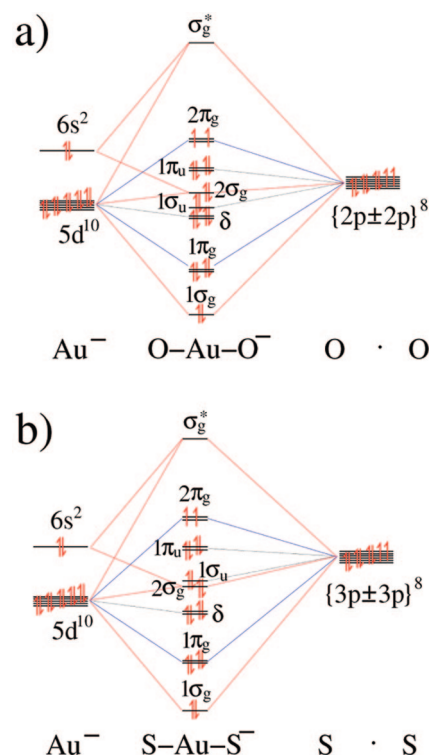 a)
σg*
6s²
2πg
1πu
2σg
1σu
δ
5d¹⁰
{2p±2p}⁸
1πg
1σg
Au⁻ O–Au–O⁻ O · O
b)
σg*
6s²
2πg
1πu
1σu
2σg
δ
5d¹⁰
{3p±3p}⁸
1πg
1σg
Au⁻ S–Au–S⁻ S · S